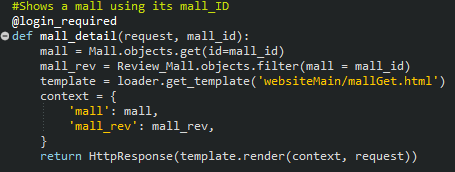 #Shows a mall using its mall_ID
@login_required
def mall_detail(request, mall_id):
    mall = Mall.objects.get(id=mall_id)
    mall_rev = Review_Mall.objects.filter(mall = mall_id)
    template = loader.get_template('websiteMain/mallGet.html')
    context = {
        'mall': mall,
        'mall_rev': mall_rev,
    }
    return HttpResponse(template.render(context, request))